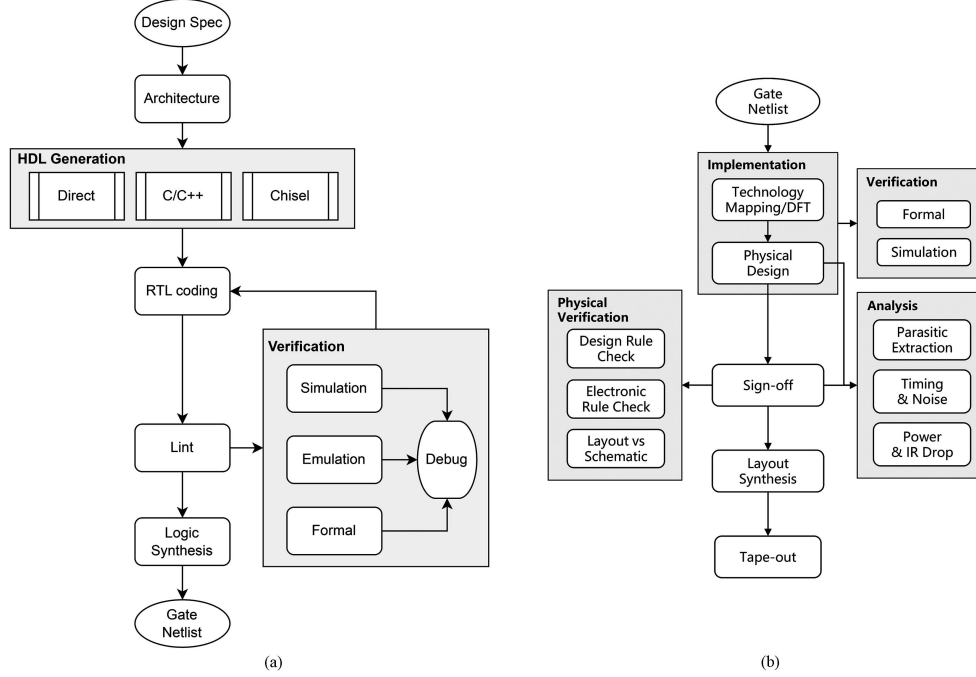 Design Spec
Architecture
HDL Generation
Direct
C/C++
Chisel
RTL coding
Verification
Simulation
Lint
Emulation
Debug
Formal
Logic
Synthesis
Gate
Netlist
(a)
Gate
Netlist
Implementation
Technology
Mapping/DFT
Physical
Design
Verification
Formal
Simulation
Physical
Verification
Design Rule
Check
Electronic
Rule Check
Layout vs
Schematic
Sign-off
Analysis
Parasitic
Extraction
Timing
& Noise
Power
& IR Drop
Layout
Synthesis
Tape-out
(b)